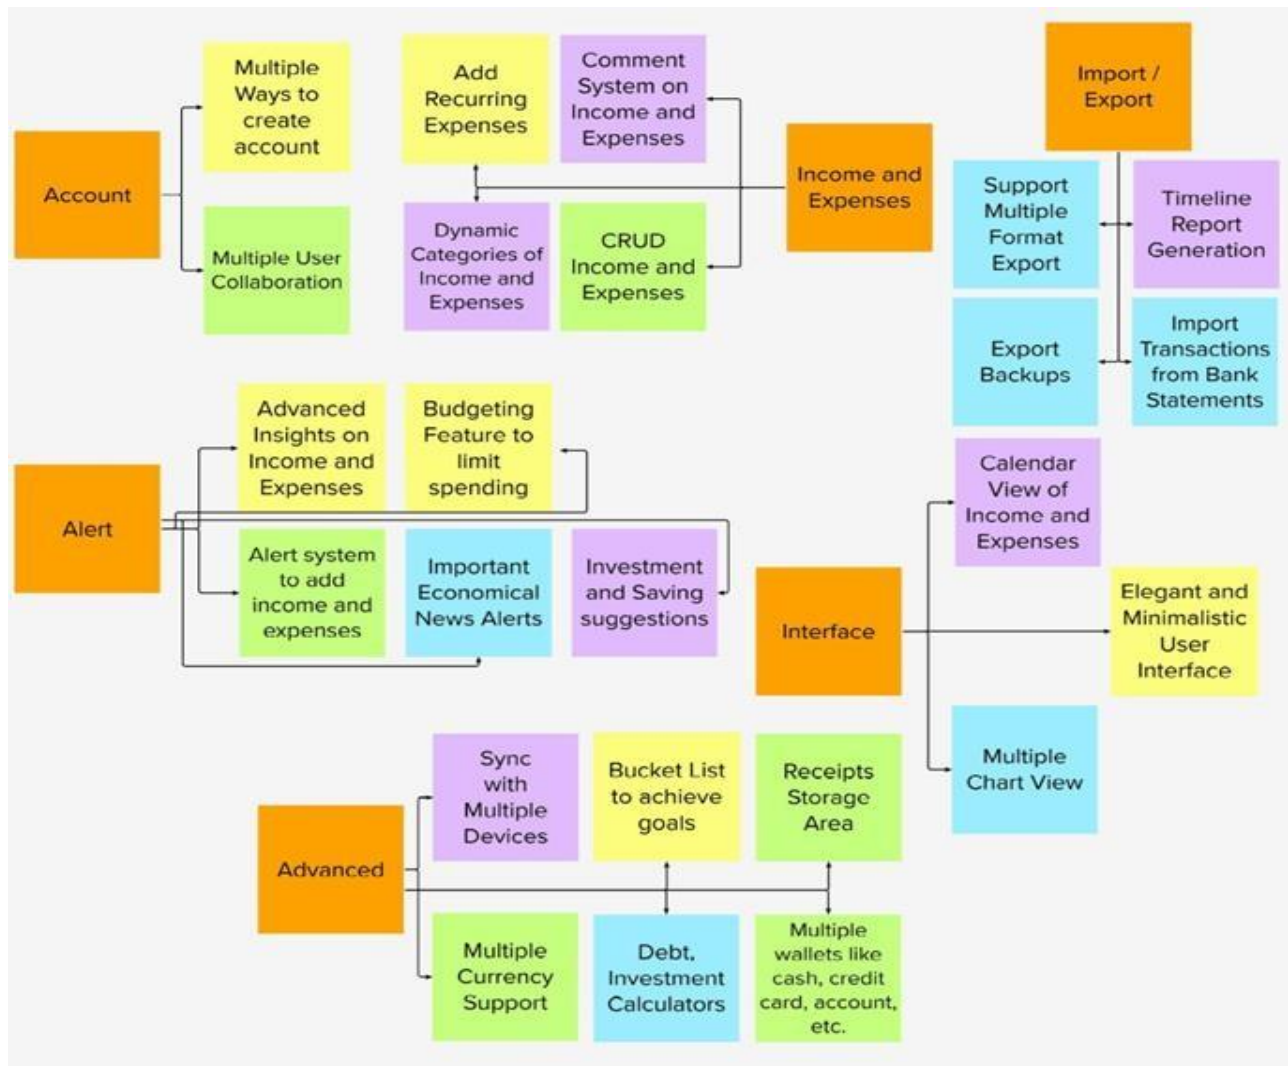 Account
Multiple
Ways to
create
account
Multiple User
Collaboration
Add
Recurring
Expenses
Comment
System on
Income and
Expenses
Dynamic
Categories of
Income and
Expenses
CRUD
Income and
Expenses
Income and
Expenses
Import /
Export
Support
Multiple
Format
Export
Timeline
Report
Generation
Export
Backups
Import
Transactions
from Bank
Statements
Alert
Advanced
Insights on
Income and
Expenses
Budgeting
Feature to
limit
spending
Alert system
to add
income and
expenses
Important
Economical
News Alerts
Investment
and Saving
suggestions
Interface
Calendar
View of
Income and
Expenses
Elegant and
Minimalistic
User
Interface
Multiple
Chart View
Advanced
Sync
with
Multiple
Devices
Bucket List
to achieve
goals
Receipts
Storage
Area
Multiple
Currency
Support
Debt,
Investment
Calculators
Multiple
wallets like
cash, credit
card, account,
etc.